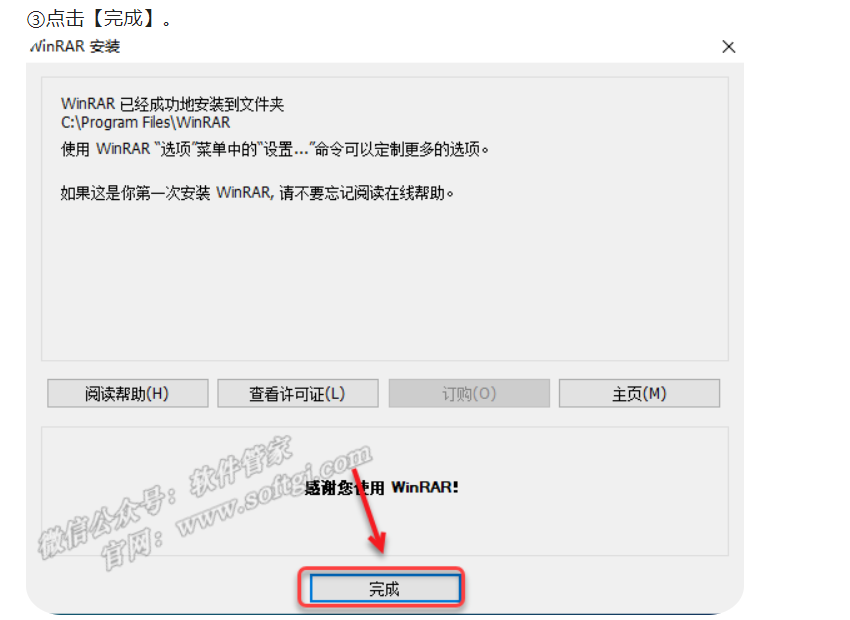 ③点击【完成】。
WinRAR 安装
WinRAR 已经成功地安装到文件夹
C:\Program Files\WinRAR
使用 WinRAR “选项”菜单中的“设置...”命令可以定制更多的选项。
如果这是你第一次安装 WinRAR, 请不要忘记阅读在线帮助。
阅读帮助(H)
查看许可证(L)
订购(O)
主页(M)
微信公众号：软件管家
官网：www.softgj.com
感谢您使用 WinRAR!
完成